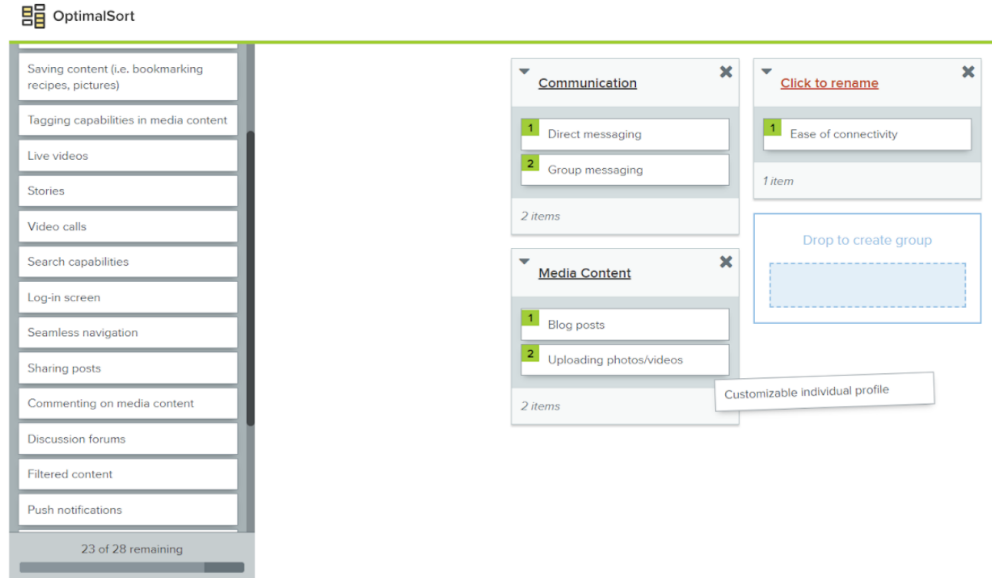 OptimalSort
Saving content (i.e. bookmarking
recipes, pictures)
Tagging capabilities in media content
Live videos
Stories
Video calls
Search capabilities
Log-in screen
Seamless navigation
Sharing posts
Commenting on media content
Discussion forums
Filtered content
Push notifications
23 of 28 remaining
Communication
1 Direct messaging
2 Group messaging
2 items
Media Content
1 Blog posts
2 Uploading photos/videos
2 items
Click to rename
1 Ease of connectivity
1 item
Drop to create group
Customizable individual profile